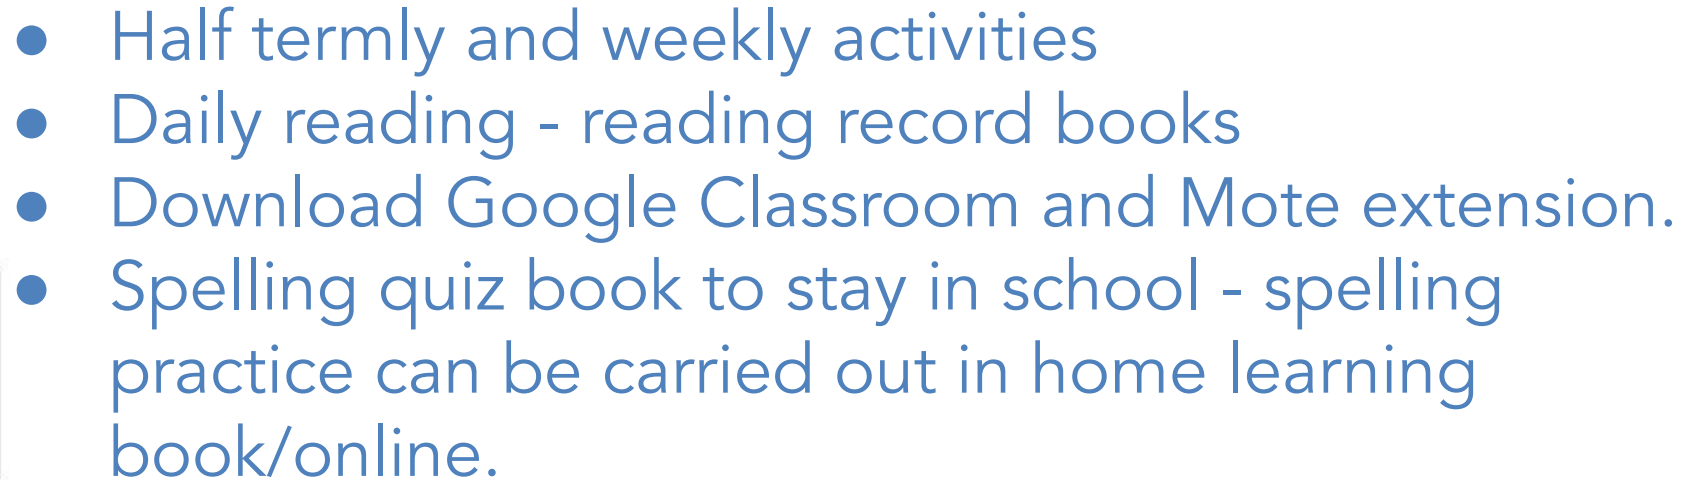 ● Half termly and weekly activities
● Daily reading - reading record books
● Download Google Classroom and Mote extension.
● Spelling quiz book to stay in school - spelling
practice can be carried out in home learning
book/online.